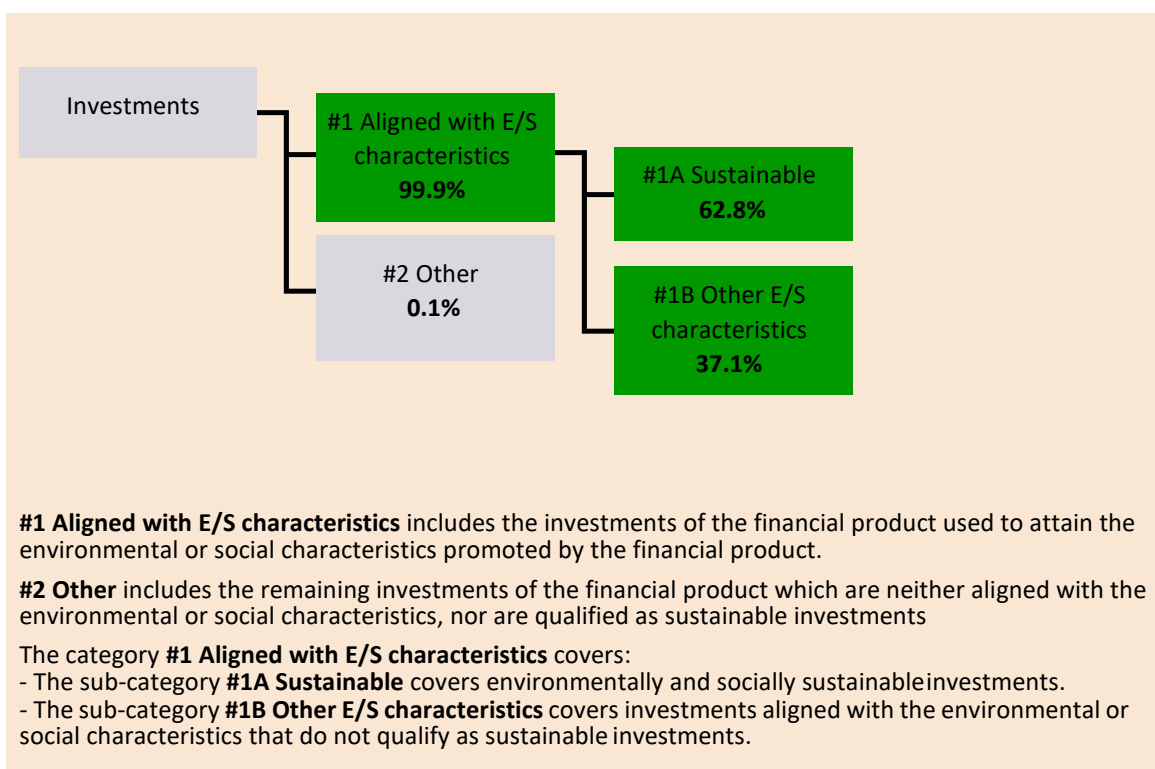 Investments
#1 Aligned with E/S
characteristics
99.9%
#1A Sustainable
62.8%
#2 Other
0.1%
#1B Other E/S
characteristics
37.1%
#1 Aligned with E/S characteristics includes the investments of the financial product used to attain the
environmental or social characteristics promoted by the financial product.
#2 Other includes the remaining investments of the financial product which are neither aligned with the
environmental or social characteristics, nor are qualified as sustainable investments
The category #1 Aligned with E/S characteristics covers:
- The sub-category #1A Sustainable covers environmentally and socially sustainableinvestments.
- The sub-category #1B Other E/S characteristics covers investments aligned with the environmental or
social characteristics that do not qualify as sustainable investments.